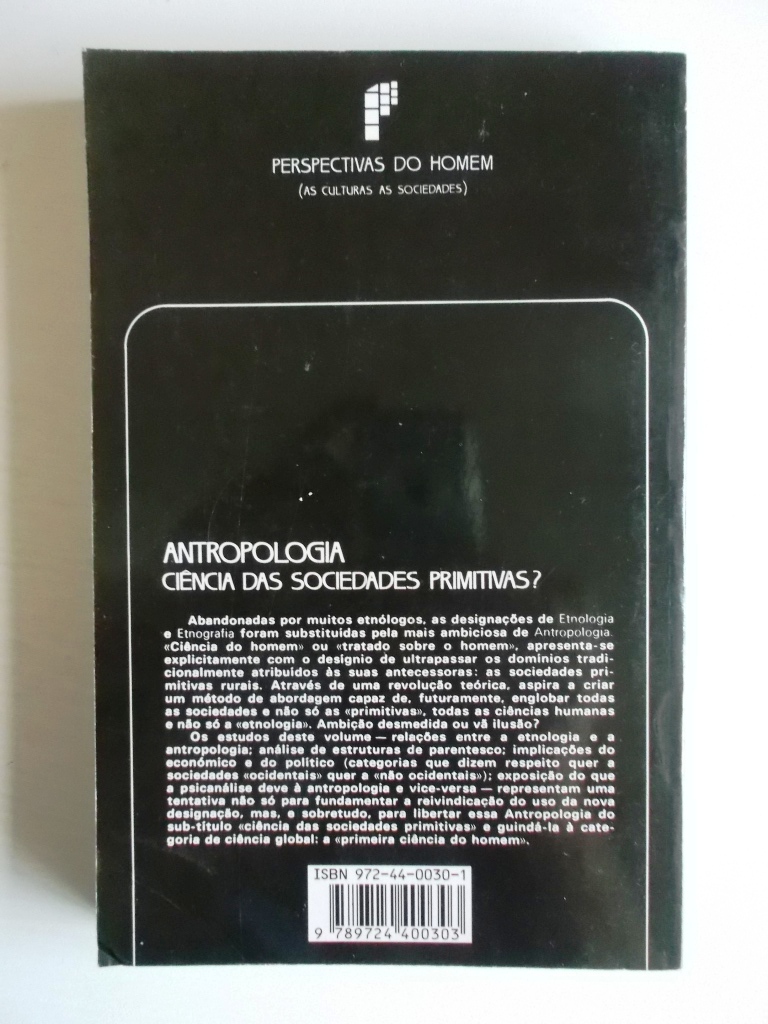 PERSPECTIVAS DO HOMEM
(AS CULTURAS AS SOCIEDADES)
ANTROPOLOGIA
CIÊNCIA DAS SOCIEDADES PRIMITIVAS?
Abandonadas por muitos etnólogos, as designações de Etnologia
e Etnografia foram substituídas pela mais ambiciosa de Antropologia.
«Ciência do homem» ou «tratado sobre o homem», apresenta-se
explicitamente com o desígnio de ultrapassar os domínios tradi-
cionalmente atribuídos às suas antecessoras: as sociedades pri-
mitivas rurais. Através de uma revolução teórica, aspira a criar
um método de abordagem capaz de, futuramente, englobar todas
as sociedades e não só as «primitivas», todas as ciências humanas
e não só a «etnologia». Ambição desmedida ou vã ilusão?
Os estudos deste volume — relações entre a etnologia e a
antropologia; análise de estruturas de parentesco; implicações do
económico e do político (categorias que dizem respeito quer a
sociedades «ocidentais» quer a «não ocidentais»); exposição do que
a psicanálise deve à antropologia e vice-versa — representam uma
tentativa não só para fundamentar a reivindicação do uso da nova
designação, mas, e sobretudo, para libertar essa Antropologia do
sub-título «ciência das sociedades primitivas» e guindá-la à cate-
goria de ciência global: a «primeira ciência do homem».
ISBN 972-44-0030-1
9 789724 400303